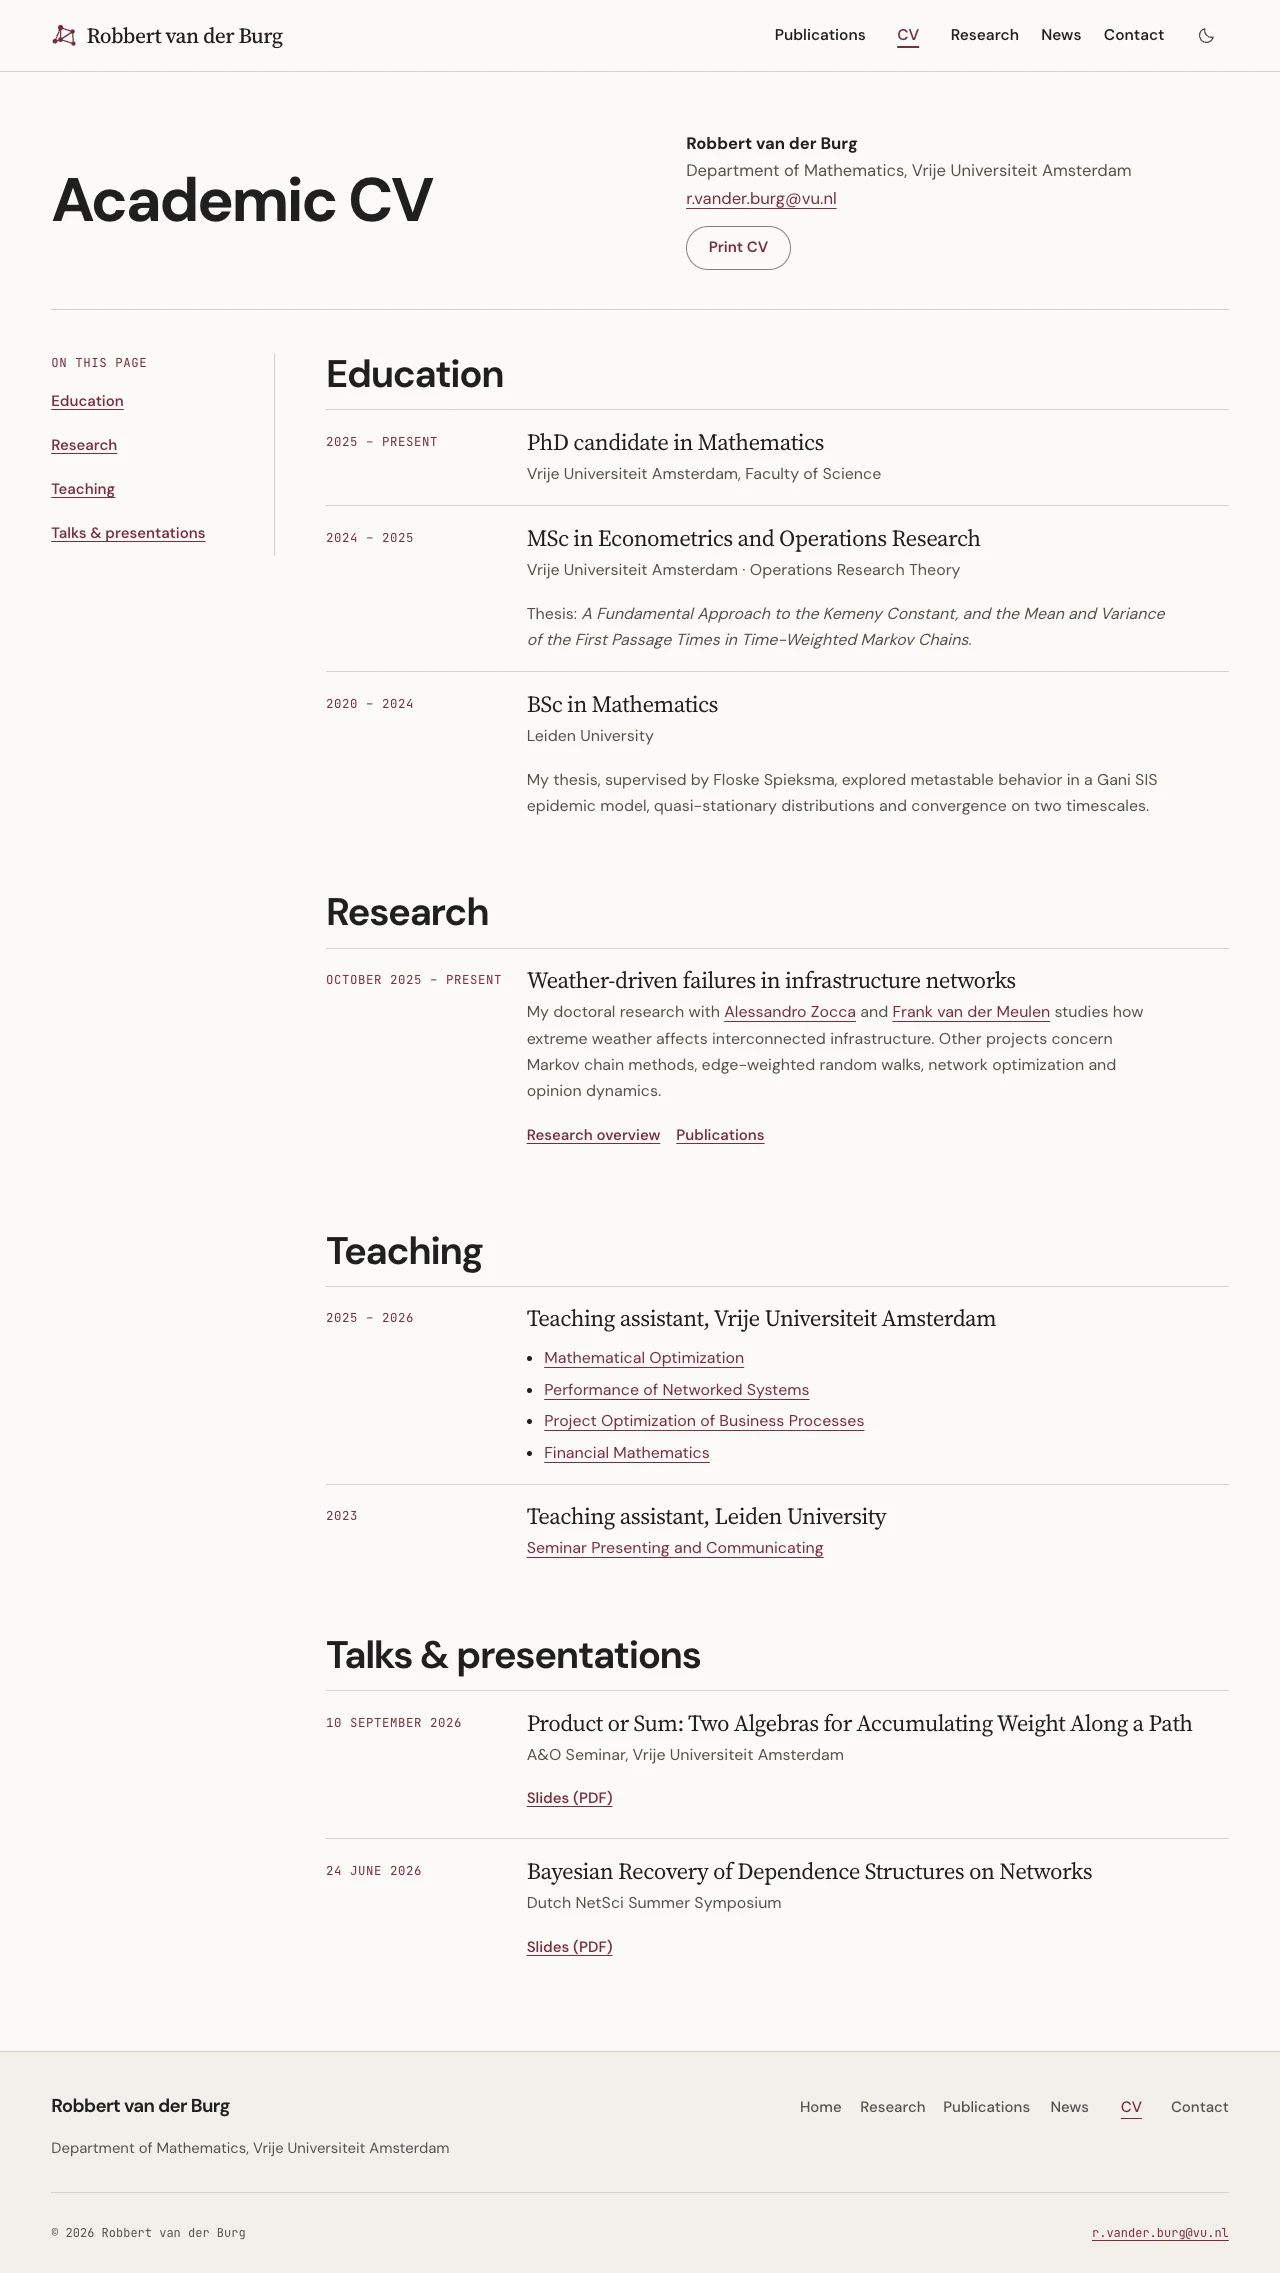 Robbert van der Burg
Publications CV Research News Contact
Academic CV
Robbert van der Burg
Department of Mathematics, Vrije Universiteit Amsterdam
r.vander.burg@vu.nl
Print CV
ON THIS PAGE
Education
Research
Teaching
Talks & presentations
Education
2025 – PRESENT
PhD candidate in Mathematics
Vrije Universiteit Amsterdam, Faculty of Science
2024 – 2025
MSc in Econometrics and Operations Research
Vrije Universiteit Amsterdam · Operations Research Theory
Thesis: A Fundamental Approach to the Kemeny Constant, and the Mean and Variance
of the First Passage Times in Time-Weighted Markov Chains.
2020 – 2024
BSc in Mathematics
Leiden University
My thesis, supervised by Floske Spieksma, explored metastable behavior in a Gani SIS
epidemic model, quasi-stationary distributions and convergence on two timescales.
Research
OCTOBER 2025 – PRESENT
Weather-driven failures in infrastructure networks
My doctoral research with Alessandro Zocca and Frank van der Meulen studies how
extreme weather affects interconnected infrastructure. Other projects concern
Markov chain methods, edge-weighted random walks, network optimization and
opinion dynamics.
Research overview Publications
Teaching
2025 – 2026
Teaching assistant, Vrije Universiteit Amsterdam
• Mathematical Optimization
• Performance of Networked Systems
• Project Optimization of Business Processes
• Financial Mathematics
2023
Teaching assistant, Leiden University
Seminar Presenting and Communicating
Talks & presentations
10 SEPTEMBER 2026
Product or Sum: Two Algebras for Accumulating Weight Along a Path
A&O Seminar, Vrije Universiteit Amsterdam
Slides (PDF)
24 JUNE 2026
Bayesian Recovery of Dependence Structures on Networks
Dutch NetSci Summer Symposium
Slides (PDF)
Robbert van der Burg
Home Research Publications News CV Contact
Department of Mathematics, Vrije Universiteit Amsterdam
© 2026 Robbert van der Burg
r.vander.burg@vu.nl